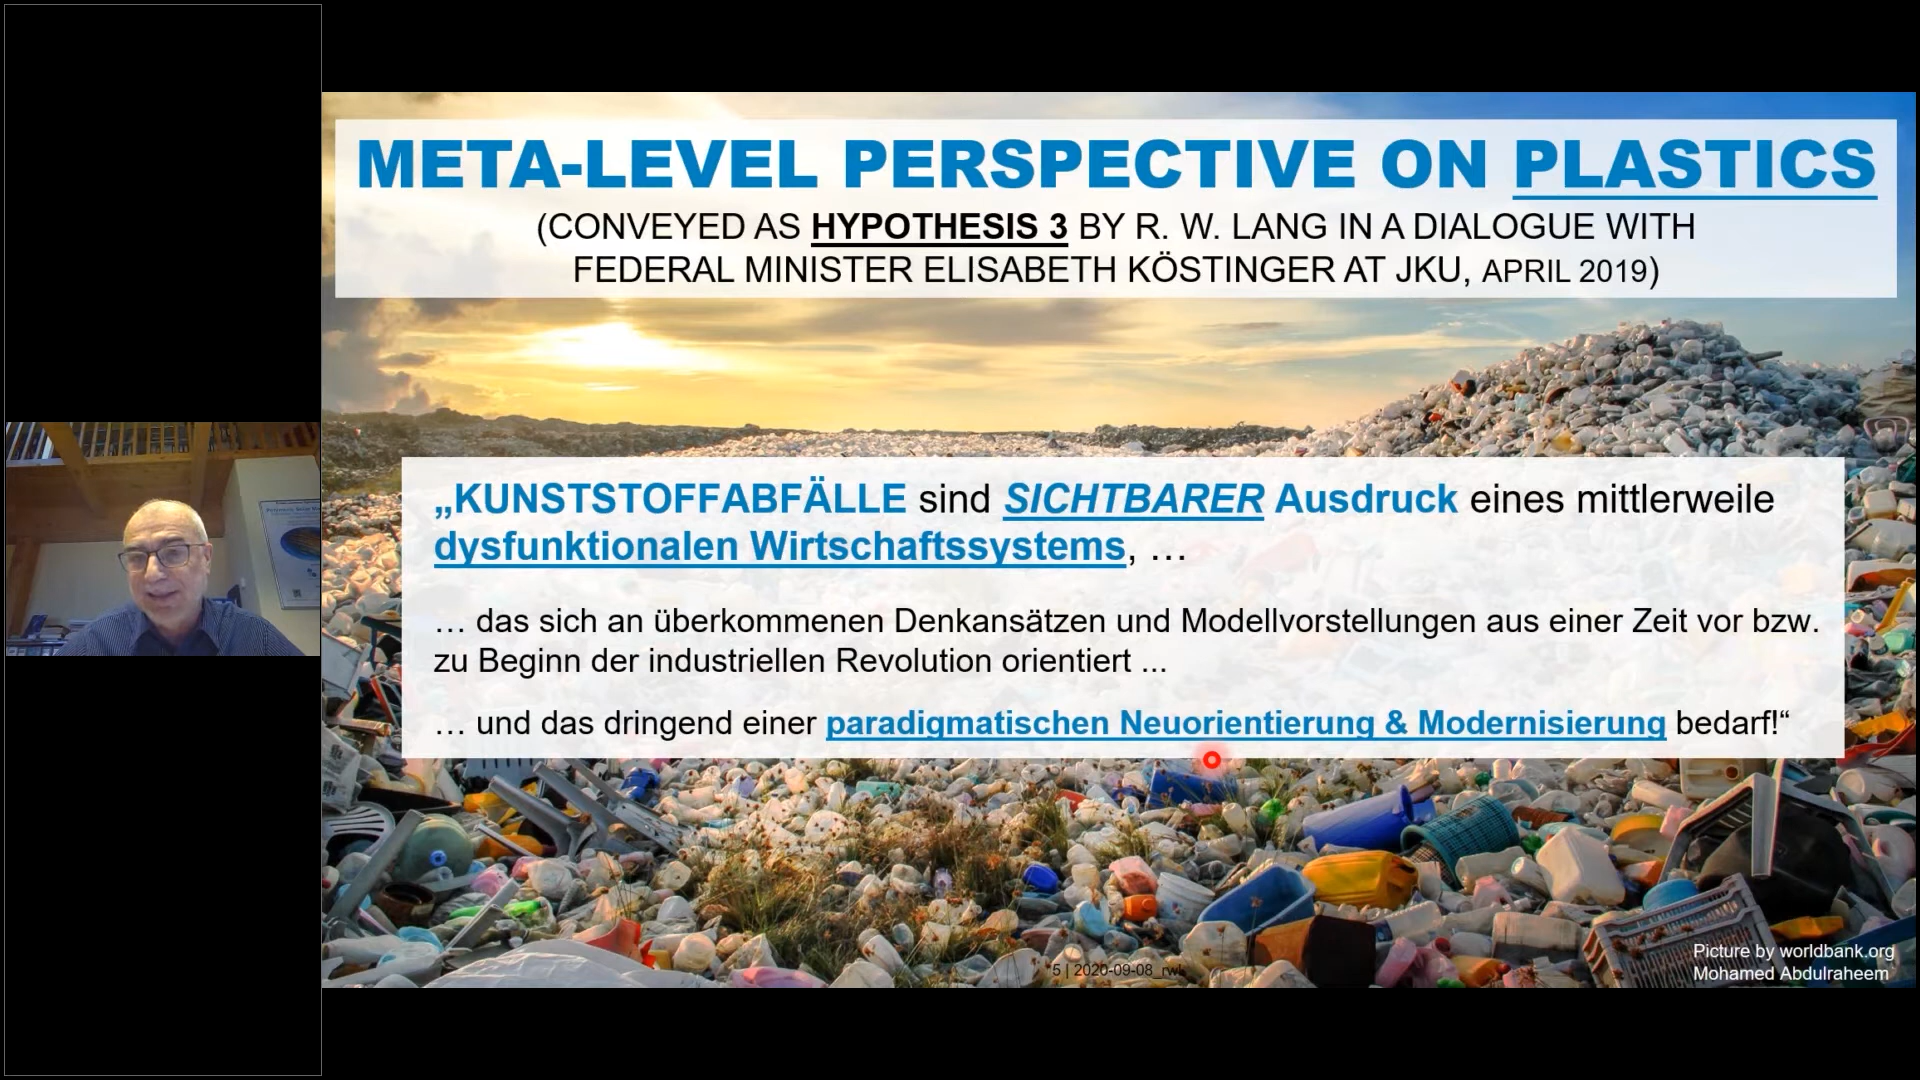 META-LEVEL PERSPECTIVE ON PLASTICS
(CONVEYED AS HYPOTHESIS 3 BY R. W. LANG IN A DIALOGUE WITH
FEDERAL MINISTER ELISABETH KÖSTINGER AT JKU, APRIL 2019)
„KUNSTSTOFFABFÄLLE sind SICHTBARER Ausdruck eines mittlerweile
dysfunktionalen Wirtschaftssystems, …
… das sich an überkommenen Denkansätzen und Modellvorstellungen aus einer Zeit vor bzw.
zu Beginn der industriellen Revolution orientiert ...
… und das dringend einer paradigmatischen Neuorientierung & Modernisierung bedarf!“
Picture by worldbank.org
Mohamed Abdulraheem
5 | 2020-09-08_rwl